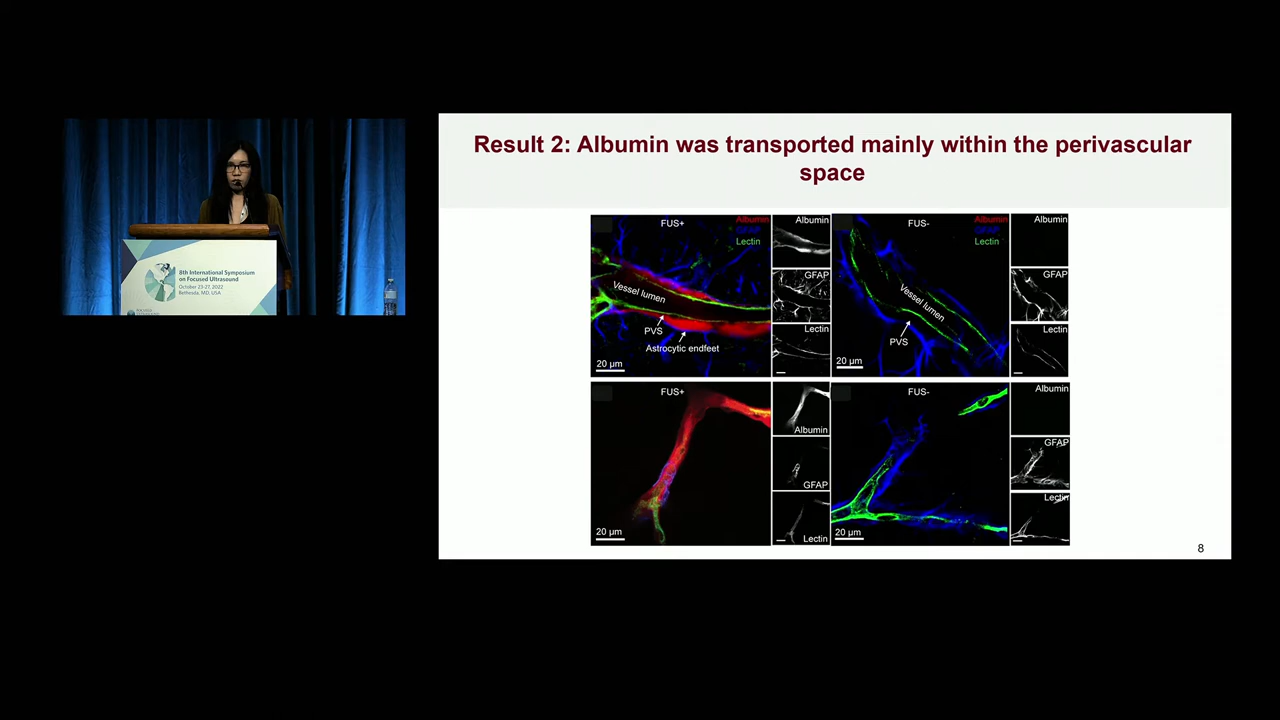 Result 2: Albumin was transported mainly within the perivascular
space
FUS+
Albumin
GFAP
Lectin
Vessel lumen
PVS
Astrocytic endfeet
20 µm
Albumin
GFAP
Lectin
FUS-
Albumin
GFAP
Lectin
Vessel lumen
PVS
20 µm
Albumin
GFAP
Lectin
FUS+
20 µm
Albumin
GFAP
Lectin
FUS-
20 µm
Albumin
GFAP
Lectin
8
8th International Symposium
on Focused Ultrasound
October 23-27, 2022
Bethesda, MD, USA